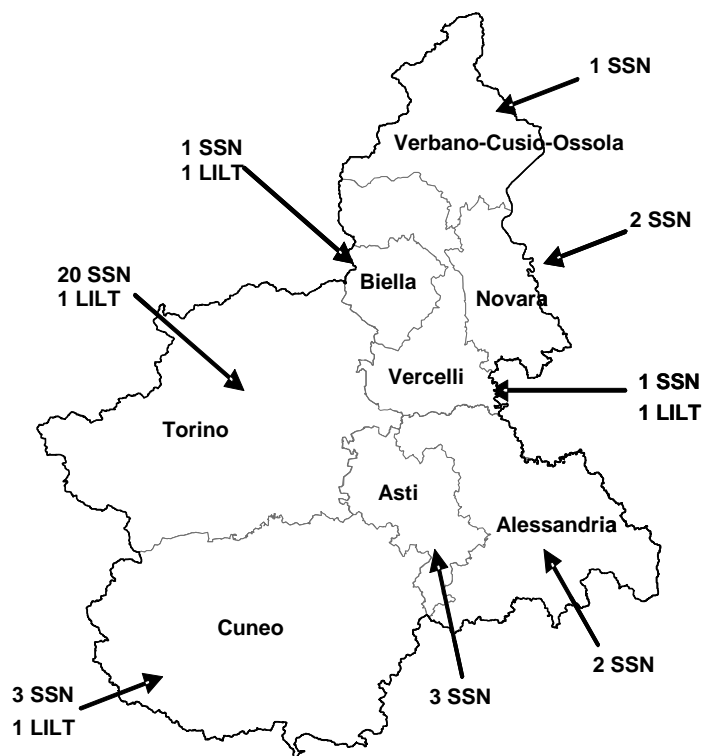 1 SSN
Verbano-Cusio-Ossola
1 SSN
1 LILT
2 SSN
20 SSN
1 LILT
Biella
Novara
Vercelli
1 SSN
1 LILT
Torino
Asti
Alessandria
Cuneo
2 SSN
3 SSN
1 LILT
3 SSN